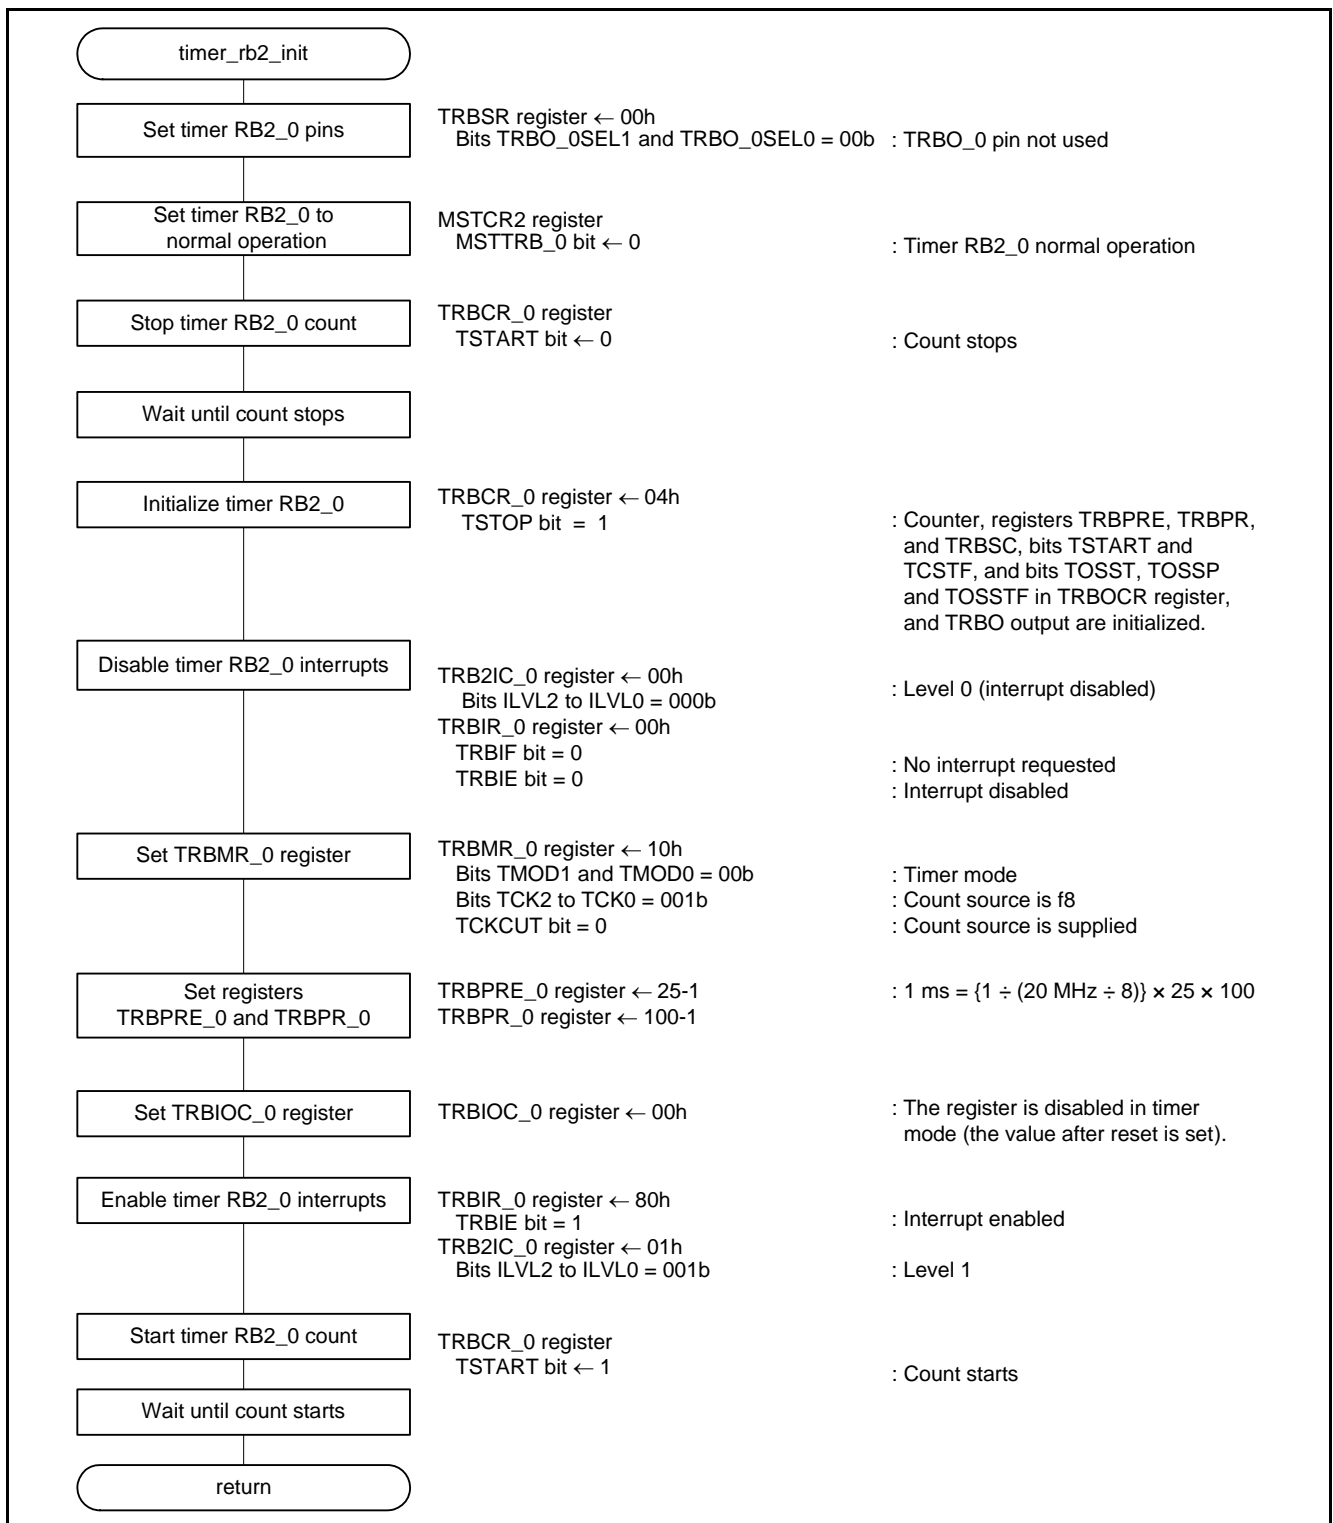 timer_rb2_init
Set timer RB2_0 pins
TRBSR register ← 00h
Bits TRBO_0SEL1 and TRBO_0SEL0 = 00b : TRBO_0 pin not used
Set timer RB2_0 to
normal operation
MSTCR2 register
MSTTRB_0 bit ← 0 : Timer RB2_0 normal operation
Stop timer RB2_0 count
TRBCR_0 register
TSTART bit ← 0 : Count stops
Wait until count stops
Initialize timer RB2_0
TRBCR_0 register ← 04h
TSTOP bit = 1 : Counter, registers TRBPRE, TRBPR,
and TRBSC, bits TSTART and
TCSTF, and bits TOSST, TOSSP
and TOSSTF in TRBOCR register,
and TRBO output are initialized.
Disable timer RB2_0 interrupts
TRB2IC_0 register ← 00h
Bits ILVL2 to ILVL0 = 000b : Level 0 (interrupt disabled)
TRBIR_0 register ← 00h
TRBIF bit = 0 : No interrupt requested
TRBIE bit = 0 : Interrupt disabled
Set TRBMR_0 register
TRBMR_0 register ← 10h
Bits TMOD1 and TMOD0 = 00b : Timer mode
Bits TCK2 to TCK0 = 001b : Count source is f8
TCKCUT bit = 0 : Count source is supplied
Set registers
TRBPRE_0 and TRBPR_0
TRBPRE_0 register ← 25-1 : 1 ms = {1 ÷ (20 MHz ÷ 8)} × 25 × 100
TRBPR_0 register ← 100-1
Set TRBIOC_0 register
TRBIOC_0 register ← 00h : The register is disabled in timer
mode (the value after reset is set).
Enable timer RB2_0 interrupts
TRBIR_0 register ← 80h
TRBIE bit = 1 : Interrupt enabled
TRB2IC_0 register ← 01h
Bits ILVL2 to ILVL0 = 001b : Level 1
Start timer RB2_0 count
TRBCR_0 register
TSTART bit ← 1 : Count starts
Wait until count starts
return